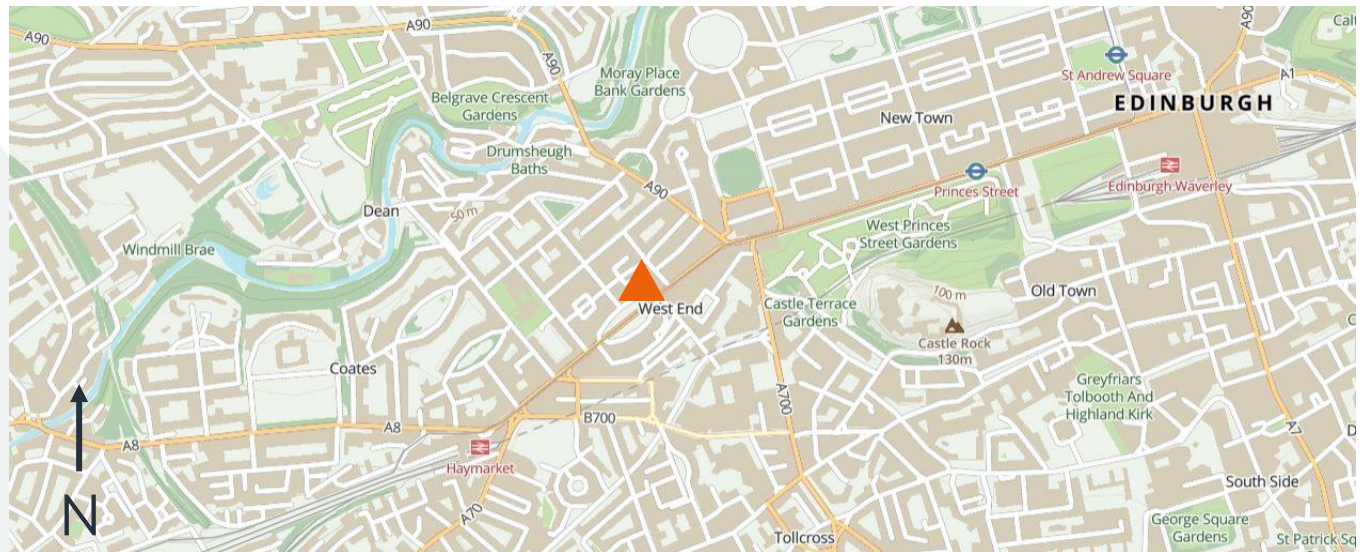 A90
A90
A90
A90
Calt
St Andrew Square
A1
EDINBURGH
Moray Place
Bank Gardens
Belgrave Crescent
Gardens
New Town
Drumsheugh
Baths
A90
Princes Street
Edinburgh Waverley
Dean
50 m
West Princes
Street Gardens
Windmill Brae
100 m
Old Town
West End
Castle Terrace
Gardens
Castle Rock
130m
Coates
Greyfriars
Tolbooth And
Highland Kirk
A700
B700
A8
A8
A7
Haymarket
South Side
N
A70
Tollcross
George Square
Gardens
St Patrick Sq